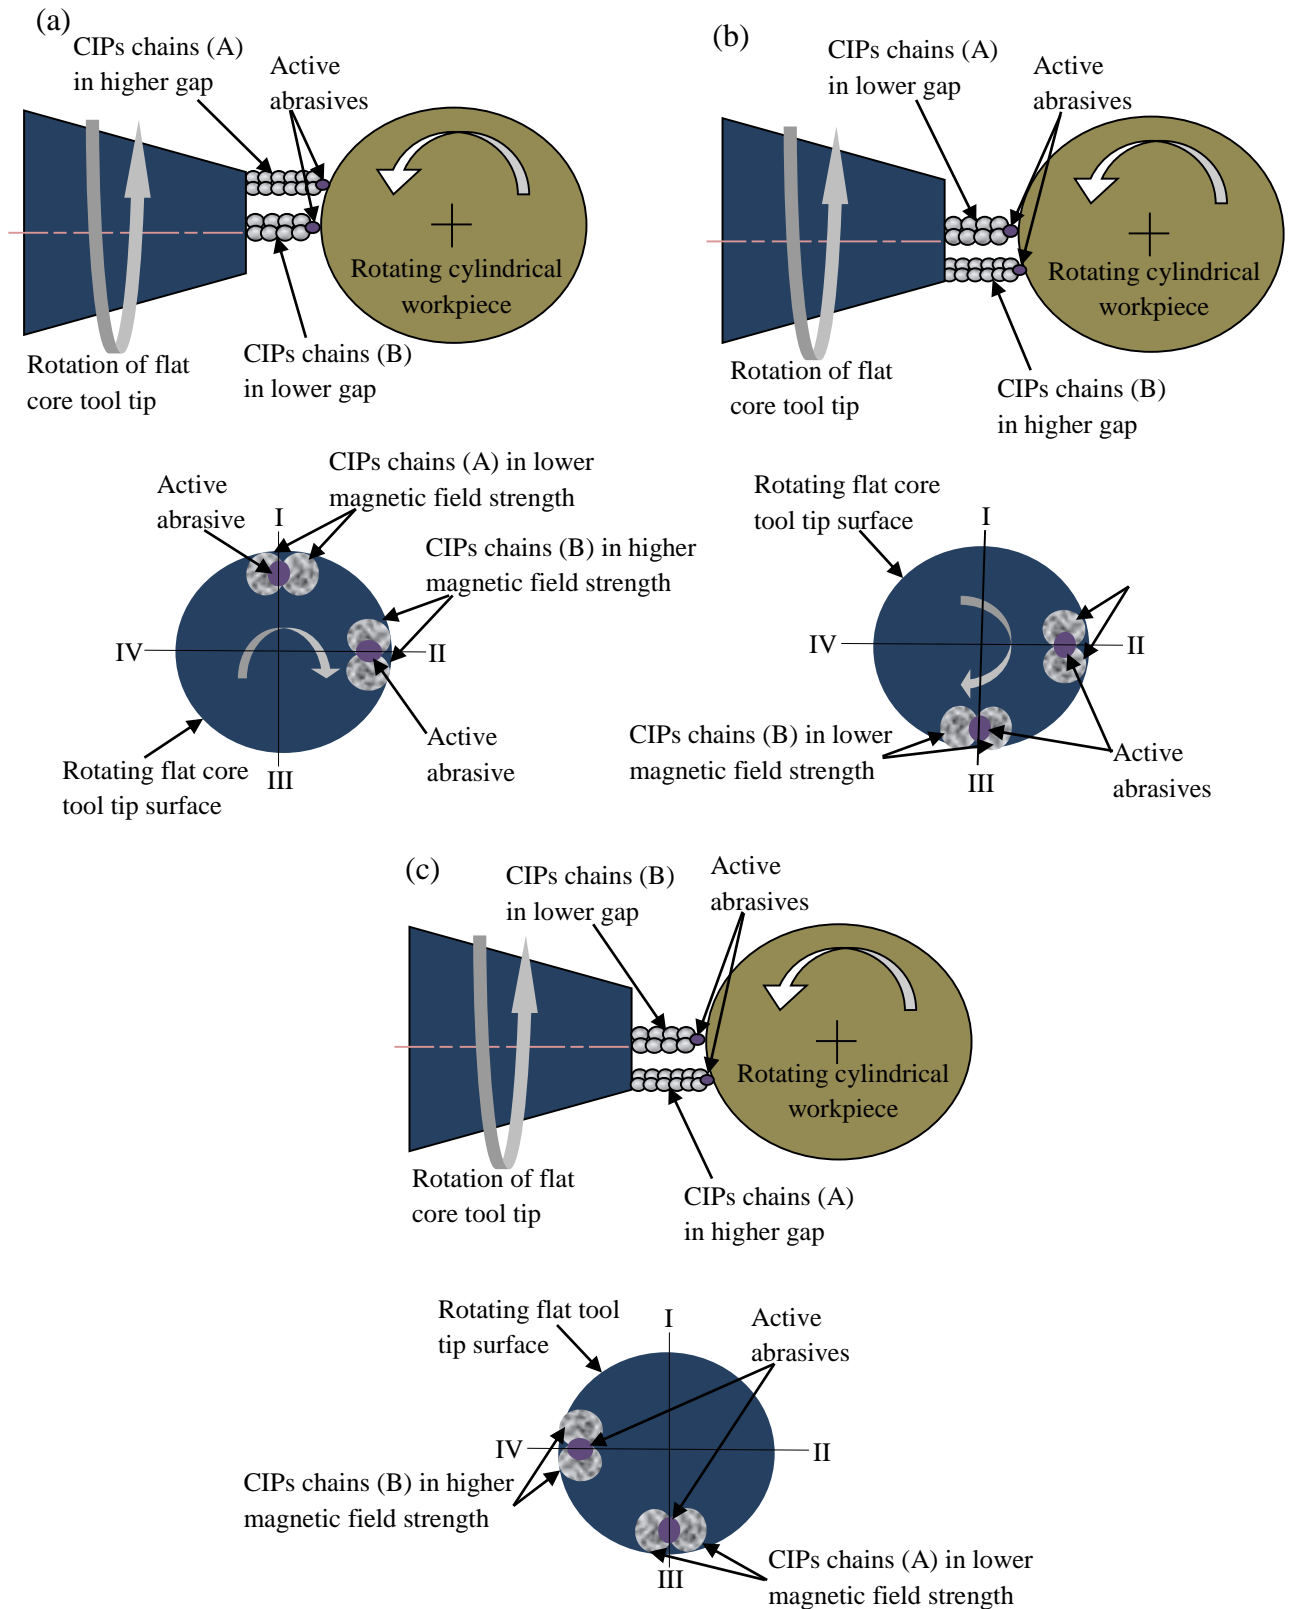 (a)
CIPs chains (A)
in higher gap
Active
abrasives
Rotating cylindrical
workpiece
Rotation of flat
core tool tip
CIPs chains (B)
in lower gap
CIPs chains (A) in lower
magnetic field strength
Active
abrasive
I
CIPs chains (B) in higher
magnetic field strength
IV
II
Active
abrasive
Rotating flat core
tool tip surface
III
(b)
CIPs chains (A)
in lower gap
Active
abrasives
Rotating cylindrical
workpiece
Rotation of flat
core tool tip
CIPs chains (B)
in higher gap
Rotating flat core
tool tip surface
I
IV
II
CIPs chains (B) in lower
magnetic field strength
Active
abrasives
III
(c)
CIPs chains (B)
in lower gap
Active
abrasives
Rotating cylindrical
workpiece
Rotation of flat
core tool tip
CIPs chains (A)
in higher gap
Rotating flat tool
tip surface
I
Active
abrasives
IV
II
CIPs chains (B) in higher
magnetic field strength
CIPs chains (A) in lower
magnetic field strength
III